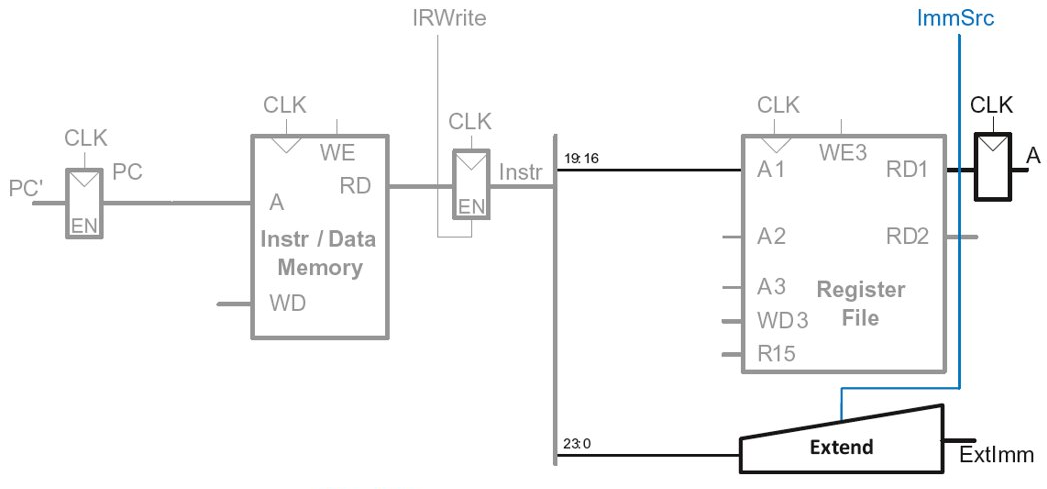 IRWrite
ImmSrc
CLK
CLK
CLK
CLK
CLK
PC'
PC
EN
WE
RD
A
Instr / Data
Memory
WD
EN
Instr
19:16
A1
WE3
RD1
A
A2
RD2
A3
Register
File
WD3
R15
23:0
Extend
ExtImm